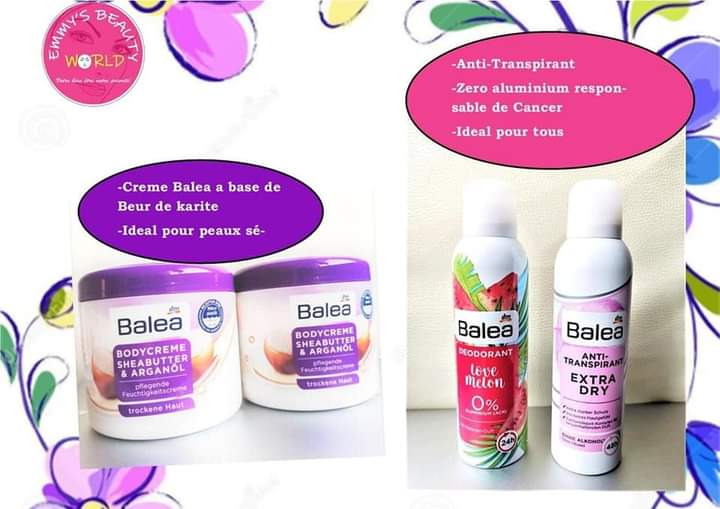 EMMY'S BEAUTY
WORLD
-Creme Balea a base de
Beur de karite
-Ideal pour peaux sé-
-Anti-Transpirant
-Zero aluminium respon-
sable de Cancer
-Ideal pour tous
Balea
BODYCREME
SHEABUTTER
& ARGANÖL
pflegende
Feuchtigkeitscreme
trockene Haut
Balea
BODYCREME
SHEABUTTER
& ARGANÖL
pflegende
Feuchtigkeitscreme
trockene Haut
Balea
DEODORANT
love
melon
0%
24h
Balea
ANTI-
TRANSPIRANT
EXTRA
DRY
48h